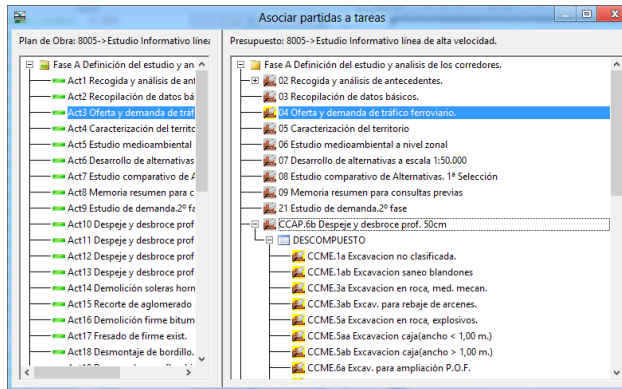 Asociar partidas a tareas
Plan de Obra: 8005->Estudio Informativo línea
Presupuesto: 8005->Estudio Informativo línea de alta velocidad.
Fase A Definición del estudio y an
Act1 Recogida y análisis de ant
Act2 Recopilación de datos bá
Act3 Oferta y demanda de tráf
Act4 Caracterización del territo
Act5 Estudio medioambiental
Act6 Desarrollo de alternativas
Act7 Estudio comparativo de A
Act8 Memoria resumen para c
Act9 Estudio de demanda.2º fa
Act10 Despeje y desbroce prof
Act11 Despeje y desbroce prof
Act12 Despeje y desbroce prof
Act13 Despeje y desbroce prof
Act14 Demolición soleras horn
Act15 Recorte de aglomerado
Act16 Demolición firme bitum
Act17 Fresado de firme exist.
Act18 Desmontaje de bordillo.
Fase A Definición del estudio y analisis de los corredores.
02 Recogida y análisis de antecedentes.
03 Recopilación de datos básicos.
04 Oferta y demanda de tráfico ferroviario.
05 Caracterización del territorio
06 Estudio medioambiental a nivel zonal
07 Desarrollo de alternativas a escala 1:50.000
08 Estudio comparativo de Alternativas. 1ª Selección
09 Memoria resumen para consultas previas
21 Estudio de demanda.2º fase
CCAP.6b Despeje y desbroce prof. 50cm
DESCOMPUESTO
CCME.1a Excavacion no clasificada.
CCME.1ab Excavacion saneo blandones
CCME.3a Excavacion en roca, med. mecan.
CCME.3ab Excav. para rebaje de arcenes.
CCME.5a Excavacion en roca, explosivos.
CCME.5aa Excavacion caja(ancho < 1,00 m.)
CCME.5ab Excavacion caja(ancho > 1,00 m.)
CCME.6a Excav. para ampliación P.O.F.